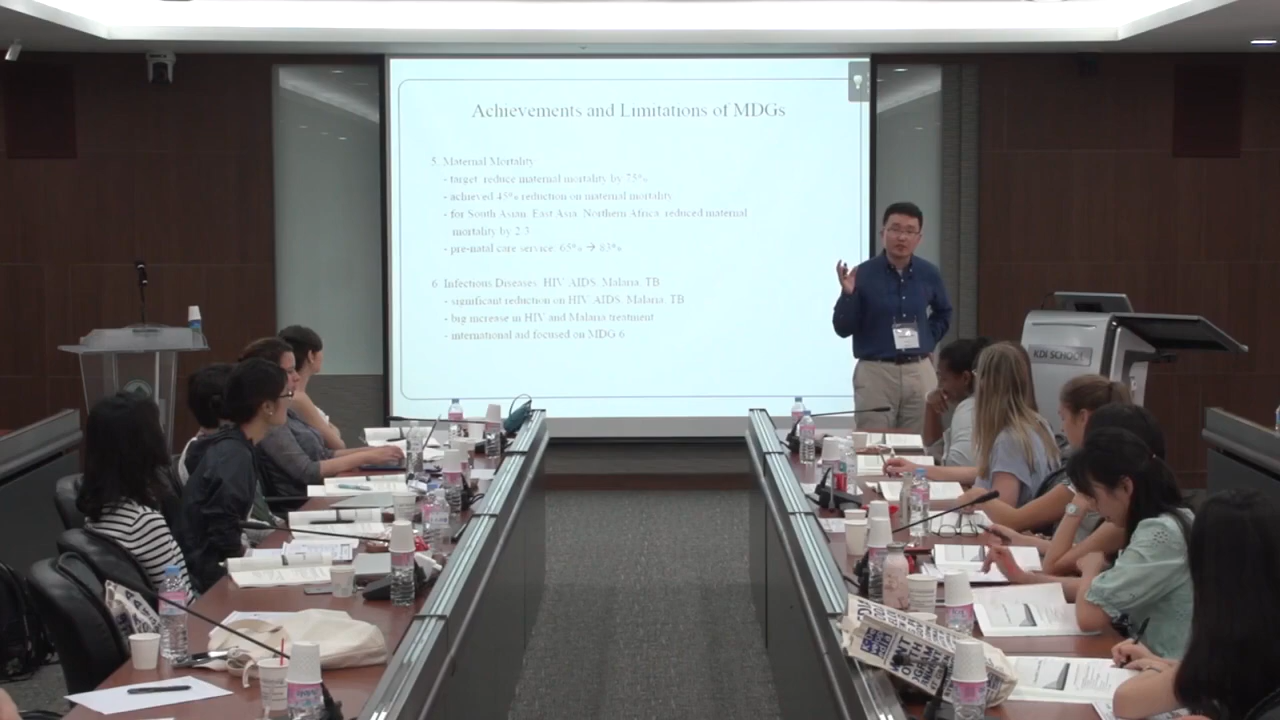 Achievements and Limitations of MDGs
5. Maternal Mortality
- target: reduce maternal mortality by 75%
- achieved 45% reduction on maternal mortality
- for South Asian, East Asia, Northern Africa: reduced maternal
mortality by 2.3
- pre-natal care service: 65% → 83%
6. Infectious Diseases: HIV AIDS, Malaria, TB
- significant reduction on HIV AIDS, Malaria, TB
- big increase in HIV and Malaria treatment
- international aid focused on MDG 6
KDI SCHOOL